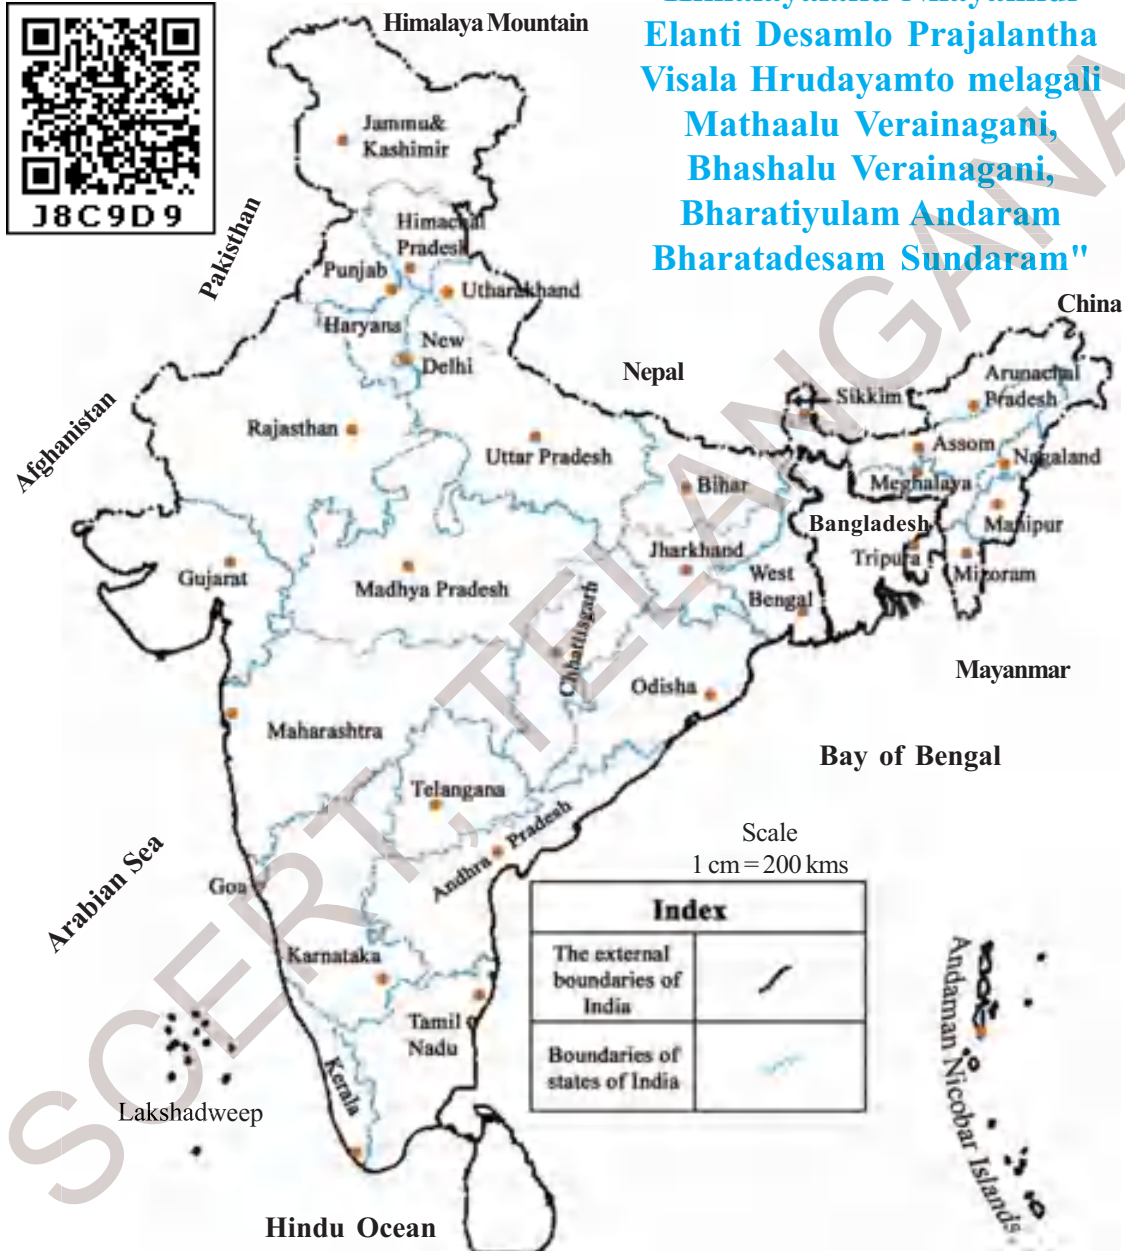 Himalaya Mountain
Elanti Desamlo Prajalantha
Visala Hrudayamto melagali
Mathaalu Verainagani,
Bhashalu Verainagani,
Bharatiyulam Andaram
Bharatadesam Sundaram"
J8C9D9
Jammu&
Kashimir
Pakisthan
Himachal
Pradesh
Punjab
Utharakhand
China
Haryana
New
Delhi
Nepal
Sikkim
Arunachal
Pradesh
Afghanistan
Rajasthan
Uttar Pradesh
Assom
Nagaland
Bihar
Meghalaya
Bangladesh
Manipur
Jharkhand
Tripura
Gujarat
Madhya Pradesh
West
Bengal
Mizoram
Chhattisgarh
Odisha
Mayanmar
Maharashtra
Bay of Bengal
Telangana
Andhra Pradesh
Scale
1 cm = 200 kms
Arabian Sea
Goa
Index
The external
boundaries of
India
Boundaries of
states of India
Karnataka
Tamil
Nadu
Kerala
Lakshadweep
Andaman Nicobar Islands
Hindu Ocean
SCERT, TELANGANA